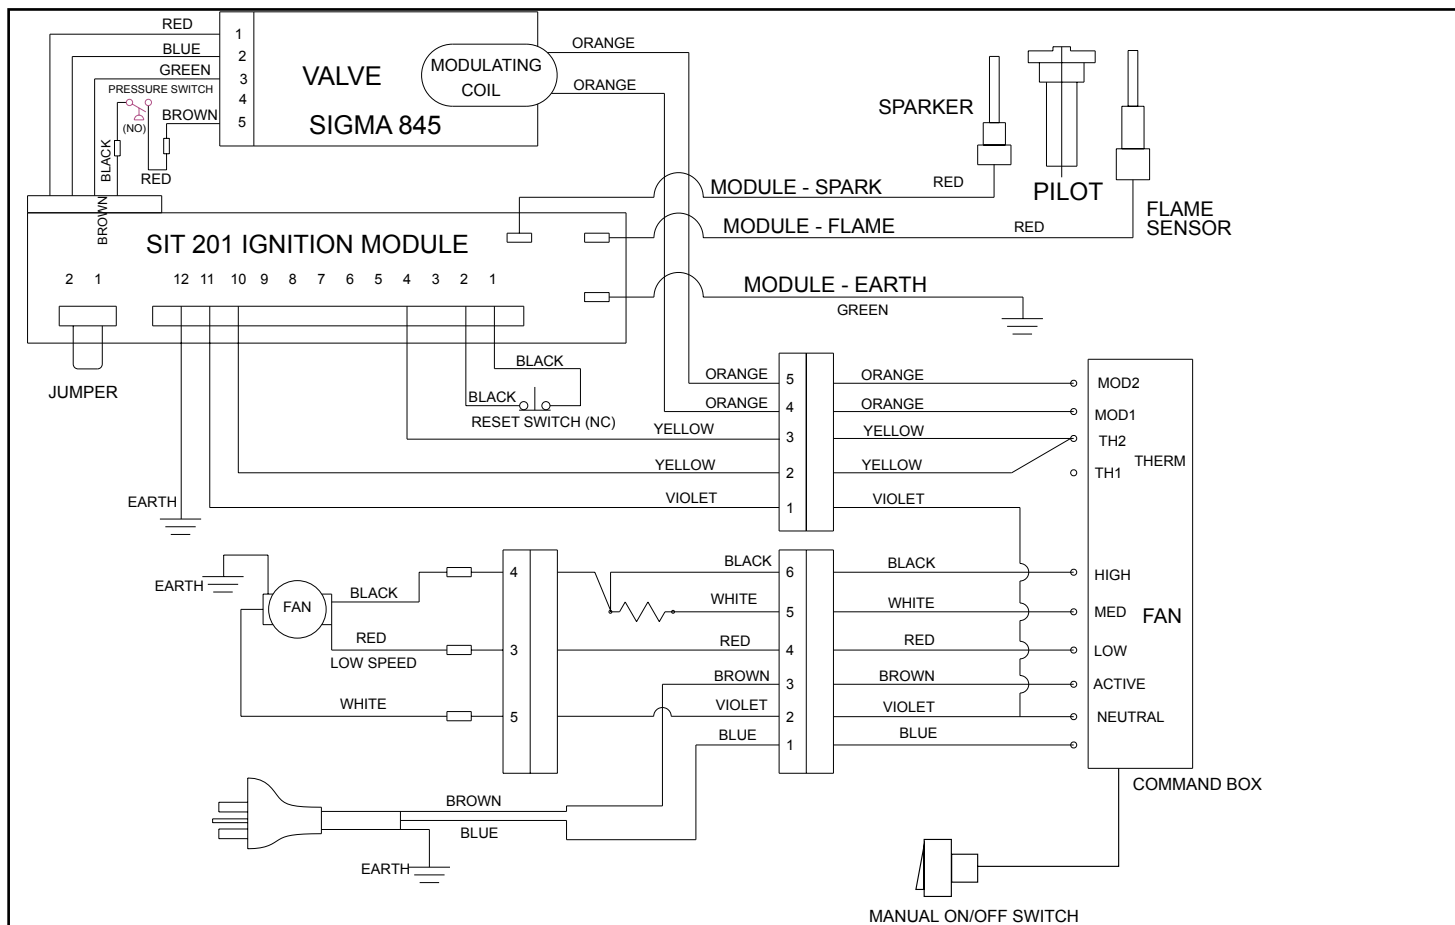 RED
1
BLUE
2
GREEN
3
PRESSURE SWITCH
4
BROWN
5
(NO)
BLACK
RED
VALVE
SIGMA 845
MODULATING
COIL
ORANGE
ORANGE
SPARKER
PILOT
FLAME
SENSOR
MODULE - SPARK
RED
MODULE - FLAME
RED
MODULE - EARTH
GREEN
BROWN
SIT 201 IGNITION MODULE
2 1
12 11 10 9 8 7 6 5 4 3 2 1
JUMPER
BLACK
BLACK
RESET SWITCH (NC)
ORANGE 5 ORANGE MOD2
ORANGE 4 ORANGE MOD1
YELLOW 3 YELLOW TH2
THERM
YELLOW 2 YELLOW TH1
EARTH
VIOLET 1 VIOLET
EARTH
FAN
BLACK
4
BLACK 6 BLACK HIGH
WHITE 5 WHITE MED
FAN
RED
LOW SPEED
3
RED 4 RED LOW
BROWN 3 BROWN ACTIVE
WHITE
5
VIOLET 2 VIOLET NEUTRAL
BLUE 1 BLUE
COMMAND BOX
BROWN
BLUE
EARTH
MANUAL ON/OFF SWITCH